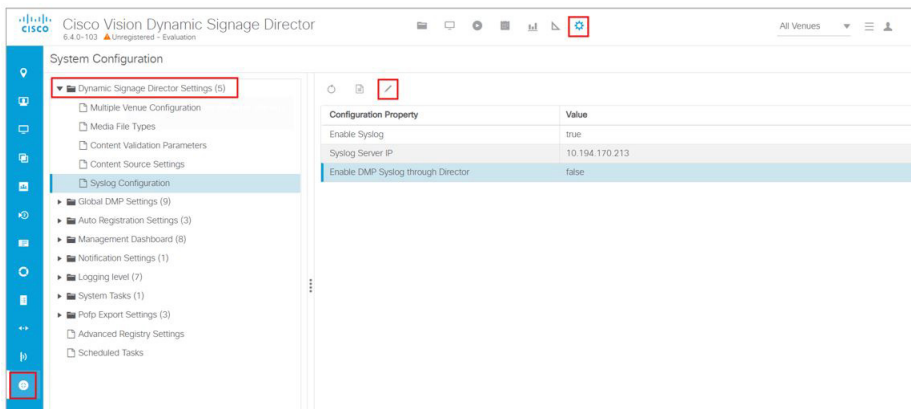 CISCO
Cisco Vision Dynamic Signage Director
6.4.0-103 Unregistered - Evaluation
All Venues
System Configuration
Dynamic Signage Director Settings (5)
Multiple Venue Configuration
Media File Types
Content Validation Parameters
Content Source Settings
Syslog Configuration
Global DMP Settings (9)
Auto Registration Settings (3)
Management Dashboard (8)
Notification Settings (1)
Logging level (7)
System Tasks (1)
Pofp Export Settings (3)
Advanced Registry Settings
Scheduled Tasks
Configuration Property Value
Enable Syslog true
Syslog Server IP 10.194.170.213
Enable DMP Syslog through Director false